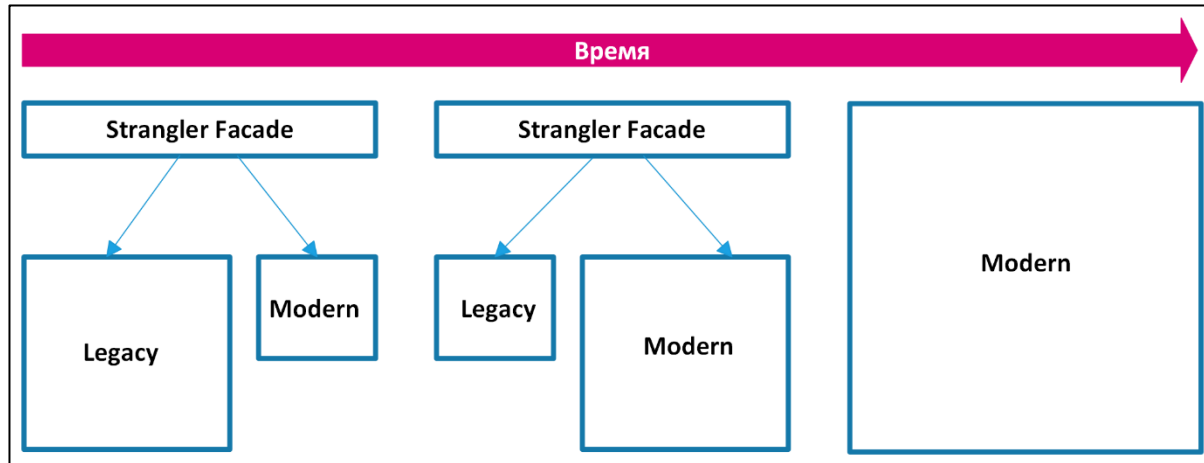 Время
Strangler Facade
Strangler Facade
Legacy
Modern
Legacy
Modern
Modern